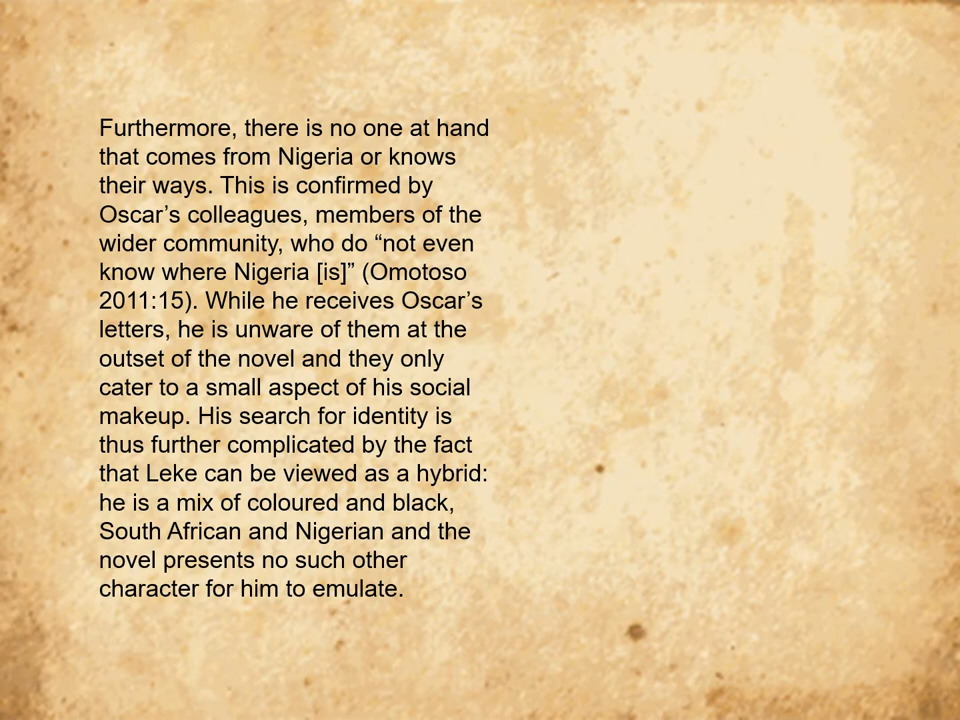 Furthermore, there is no one at hand
that comes from Nigeria or knows
their ways. This is confirmed by
Oscar’s colleagues, members of the
wider community, who do “not even
know where Nigeria [is]” (Omotoso
2011:15). While he receives Oscar’s
letters, he is unware of them at the
outset of the novel and they only
cater to a small aspect of his social
makeup. His search for identity is
thus further complicated by the fact
that Leke can be viewed as a hybrid:
he is a mix of coloured and black,
South African and Nigerian and the
novel presents no such other
character for him to emulate.